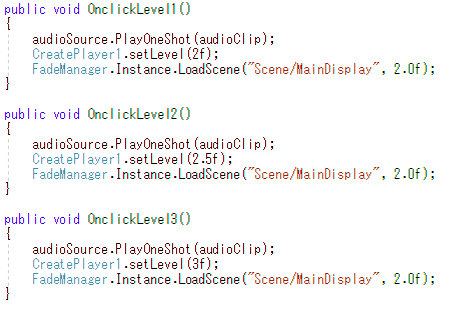 public void OnclickLevel1()
{
audioSource.PlayOneShot(audioClip);
CreatePlayer1.setLevel(2f);
FadeManager.Instance.LoadScene("Scene/MainDisplay", 2.0f);
}
public void OnclickLevel2()
{
audioSource.PlayOneShot(audioClip);
CreatePlayer1.setLevel(2.5f);
FadeManager.Instance.LoadScene("Scene/MainDisplay", 2.0f);
}
public void OnclickLevel3()
{
audioSource.PlayOneShot(audioClip);
CreatePlayer1.setLevel(3f);
FadeManager.Instance.LoadScene("Scene/MainDisplay", 2.0f);
}